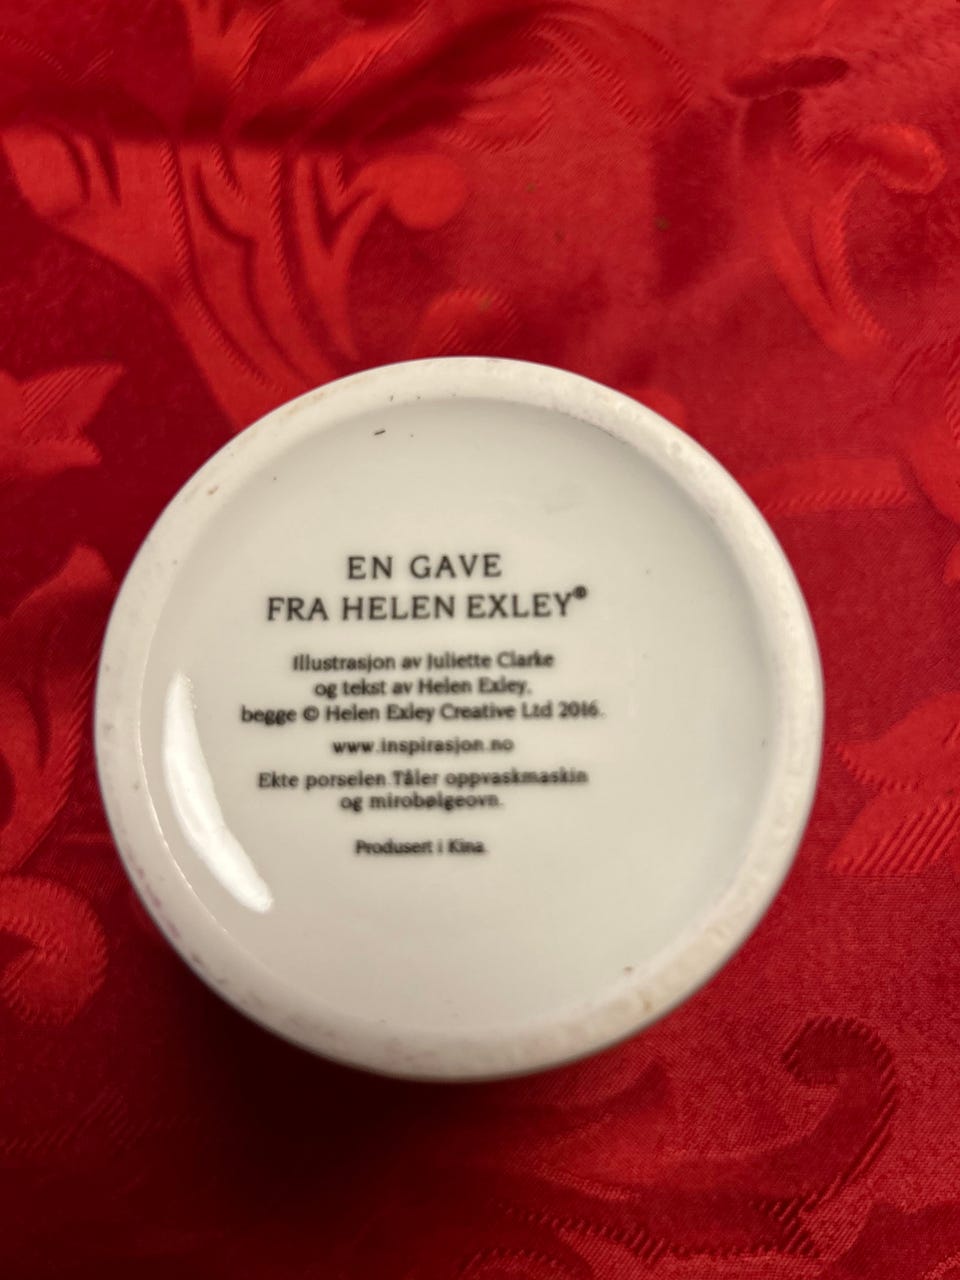 EN GAVE
FRA HELEN EXLEY®
Illustrasjon av Juliette Clarke
og tekst av Helen Exley,
begge © Helen Exley Creative Ltd 2016.
www.inspirasjon.no
Ekte porselen. Tåler oppvaskmaskin
og mirobølgeovn.
Produsert i Kina.